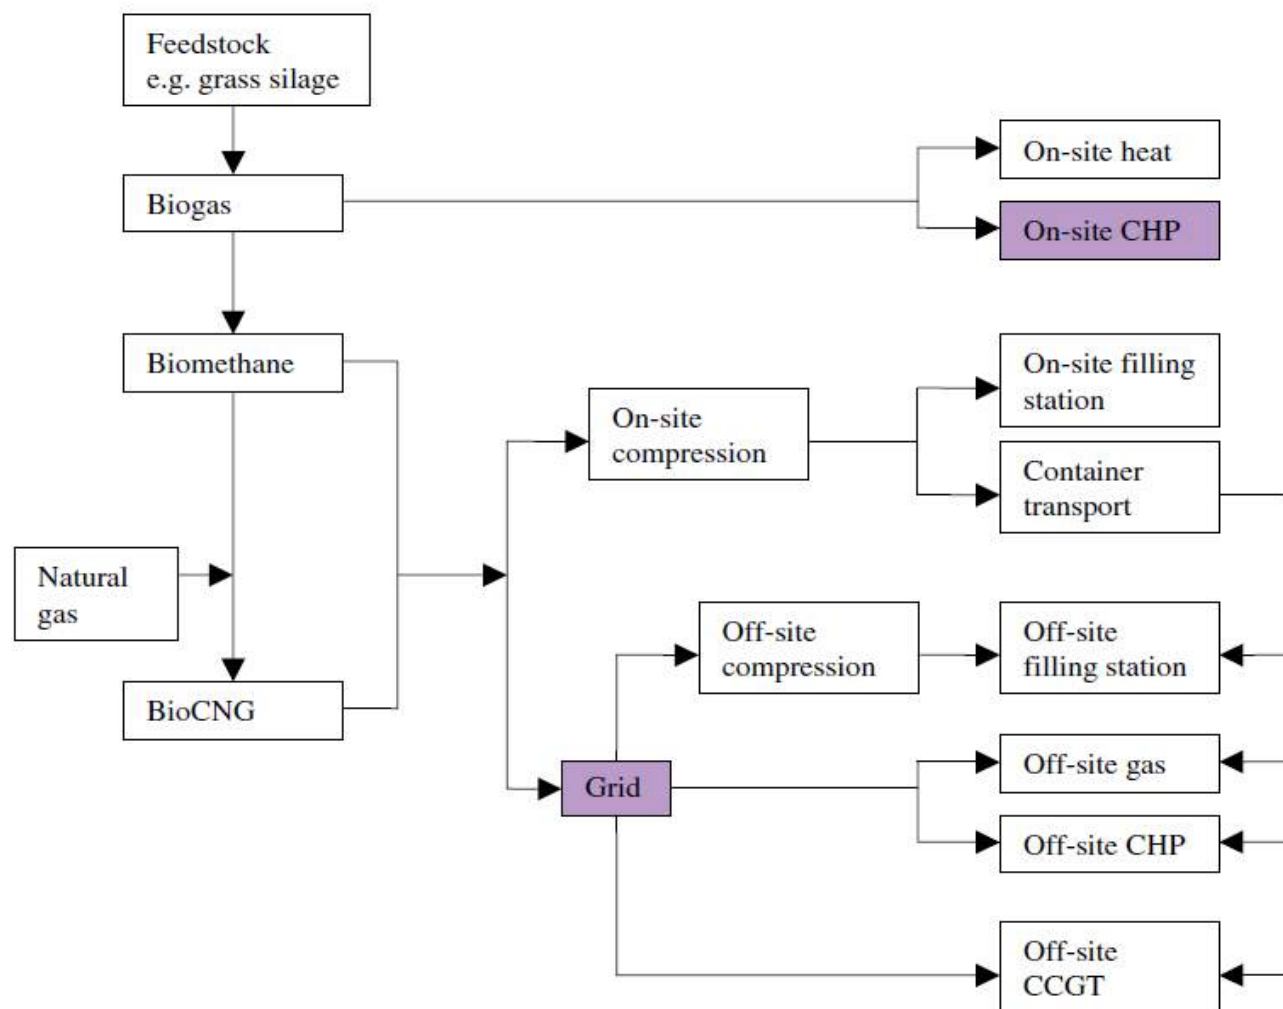 Feedstock
e.g. grass silage
On-site heat
Biogas
On-site CHP
Biomethane
On-site filling
station
On-site
compression
Container
transport
Natural
gas
Off-site
compression
Off-site
filling station
BioCNG
Grid
Off-site gas
Off-site CHP
Off-site
CCGT